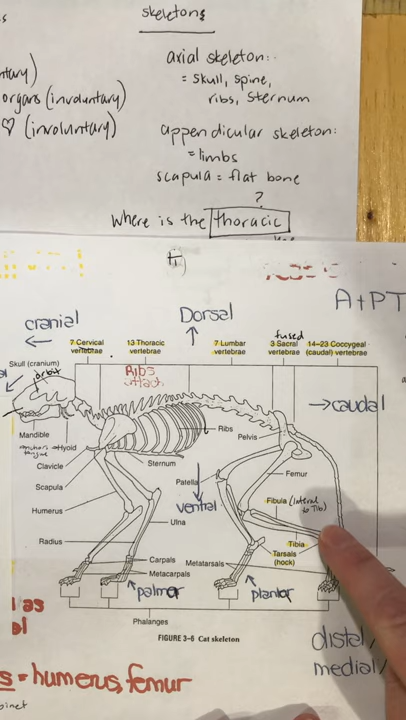 skeletons
axial skeleton:
= skull, spine,
ribs, sternum
organs (involuntary)
(involuntary)
appendicular skeleton:
= limbs
scapula = flat bone
?
Where is the thoracic
A+PT
cranial
Dorsal
fused
7 Cervical vertebrae
13 Thoracic vertebrae
7 Lumbar vertebrae
3 Sacral vertebrae
14–23 Coccygeal (caudal) vertebrae
Skull (cranium)
orbit
Ribs
attach
caudal
Mandible
Hyoid
Ribs
Pelvis
Clavicle
Sternum
Scapula
Patella
Femur
Humerus
ventral
Fibula (lateral to Tib)
Ulna
Radius
Tibia
Tarsals (hock)
Carpals
Metacarpals
Metatarsals
palmar
plantar
Phalanges
FIGURE 3–6 Cat skeleton
distal/
medial/
= humerus, femur